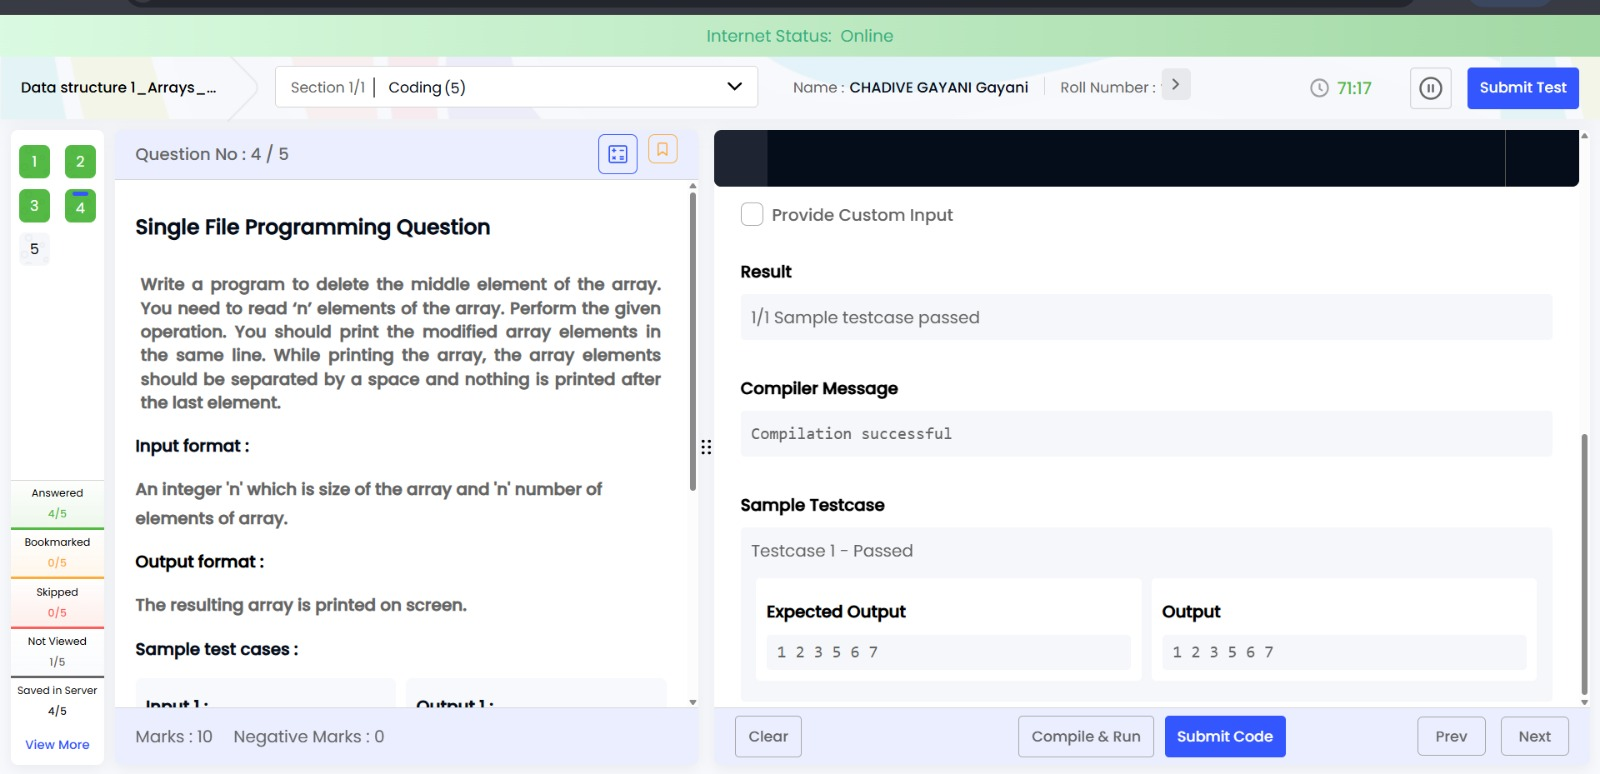 Internet Status: Online
Data structure 1_Arrays_...
Section 1/1 | Coding (5)
Name : CHADIVE GAYANI Gayani
Roll Number :
71:17
Submit Test
1 2
3 4
5
Answered
4/5
Bookmarked
0/5
Skipped
0/5
Not Viewed
1/5
Saved in Server
4/5
View More
Question No : 4 / 5
Single File Programming Question
Write a program to delete the middle element of the array.
You need to read ‘n’ elements of the array. Perform the given
operation. You should print the modified array elements in
the same line. While printing the array, the array elements
should be separated by a space and nothing is printed after
the last element.
Input format :
An integer 'n' which is size of the array and 'n' number of
elements of array.
Output format :
The resulting array is printed on screen.
Sample test cases :
Input 1 :
Output 1 :
Marks : 10 Negative Marks : 0
Provide Custom Input
Result
1/1 Sample testcase passed
Compiler Message
Compilation successful
Sample Testcase
Testcase 1 - Passed
Expected Output
1 2 3 5 6 7
Output
1 2 3 5 6 7
Clear
Compile & Run
Submit Code
Prev
Next